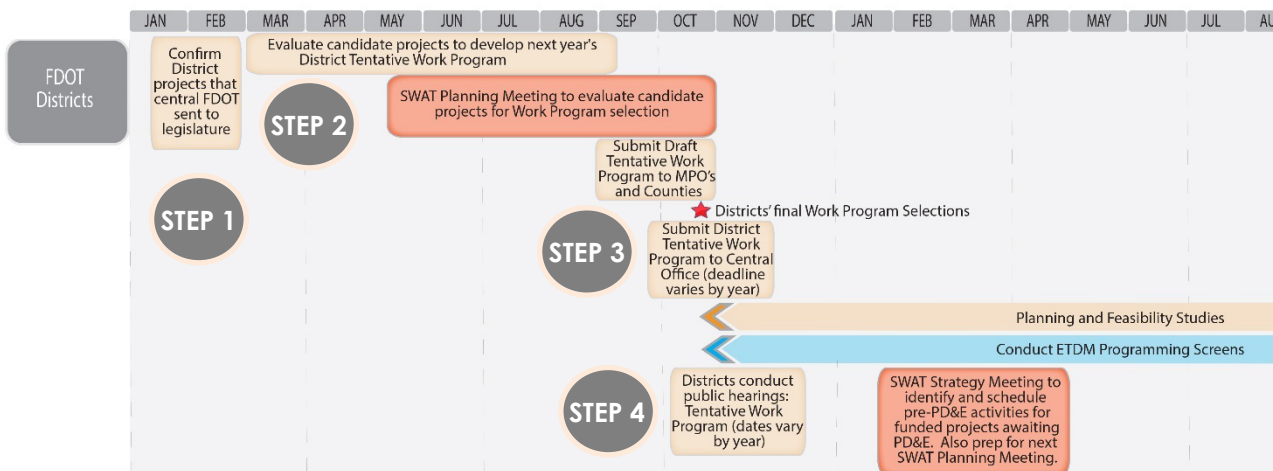 JAN FEB MAR APR MAY JUN JUL AUG SEP OCT NOV DEC JAN FEB MAR APR MAY JUN JUL AU
FDOT
Districts
Confirm
District
projects that
central FDOT
sent to
legislature
Evaluate candidate projects to develop next year's
District Tentative Work Program
STEP 2
SWAT Planning Meeting to evaluate candidate
projects for Work Program selection
STEP 1
Submit Draft
Tentative Work
Program to MPO's
and Counties
Districts' final Work Program Selections
STEP 3
Submit District
Tentative Work
Program to Central
Office (deadline
varies by year)
Planning and Feasibility Studies
Conduct ETDM Programming Screens
STEP 4
Districts conduct
public hearings:
Tentative Work
Program (dates vary
by year)
SWAT Strategy Meeting to
identify and schedule
pre-PD&E activities for
funded projects awaiting
PD&E. Also prep for next
SWAT Planning Meeting.